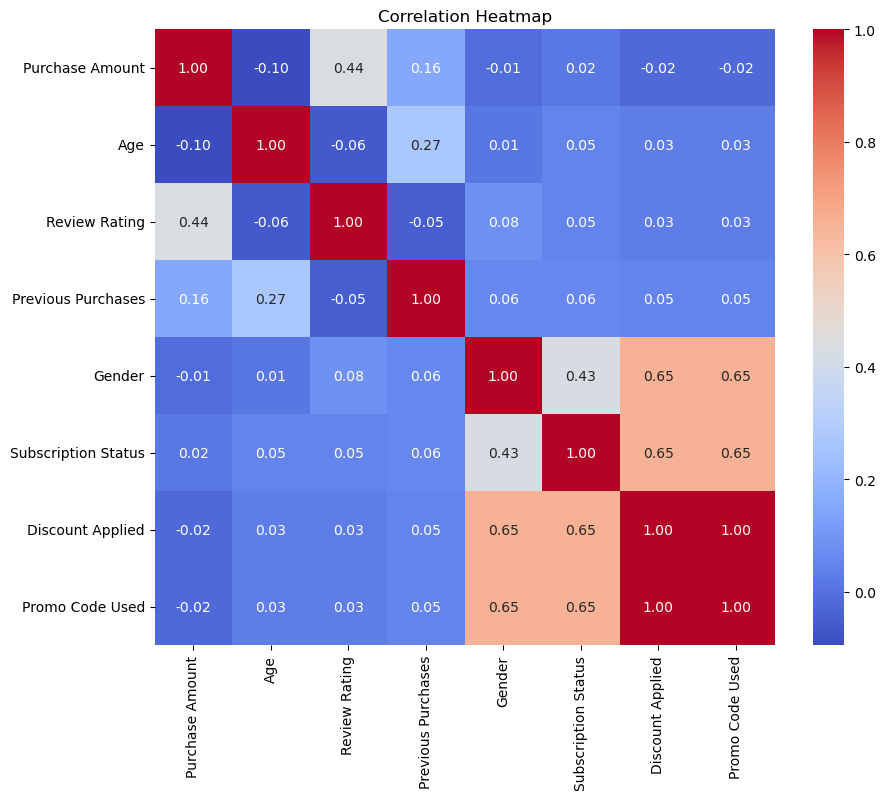 Correlation Heatmap
Purchase Amount 1.00 -0.10 0.44 0.16 -0.01 0.02 -0.02 -0.02
Age -0.10 1.00 -0.06 0.27 0.01 0.05 0.03 0.03
Review Rating 0.44 -0.06 1.00 -0.05 0.08 0.05 0.03 0.03
Previous Purchases 0.16 0.27 -0.05 1.00 0.06 0.06 0.05 0.05
Gender -0.01 0.01 0.08 0.06 1.00 0.43 0.65 0.65
Subscription Status 0.02 0.05 0.05 0.06 0.43 1.00 0.65 0.65
Discount Applied -0.02 0.03 0.03 0.05 0.65 0.65 1.00 1.00
Promo Code Used -0.02 0.03 0.03 0.05 0.65 0.65 1.00 1.00
Purchase Amount
Age
Review Rating
Previous Purchases
Gender
Subscription Status
Discount Applied
Promo Code Used
1.0
0.8
0.6
0.4
0.2
0.0